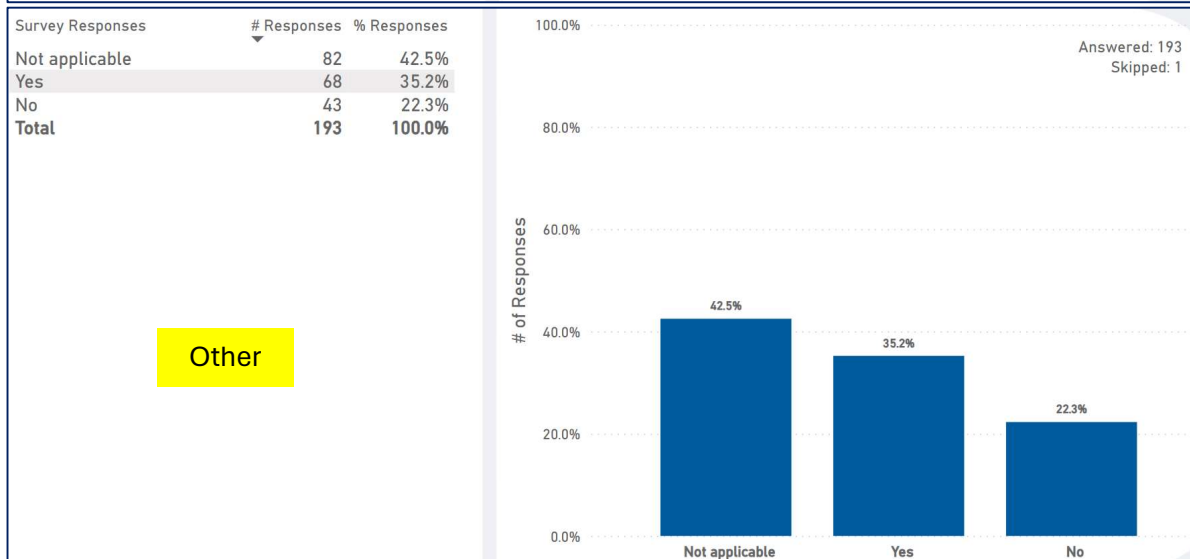 Survey Responses # Responses % Responses
Not applicable 82 42.5%
Yes 68 35.2%
No 43 22.3%
Total 193 100.0%
Other
100.0%
Answered: 193
Skipped: 1
80.0%
60.0%
40.0%
20.0%
0.0%
# of Responses
42.5%
35.2%
22.3%
Not applicable Yes No